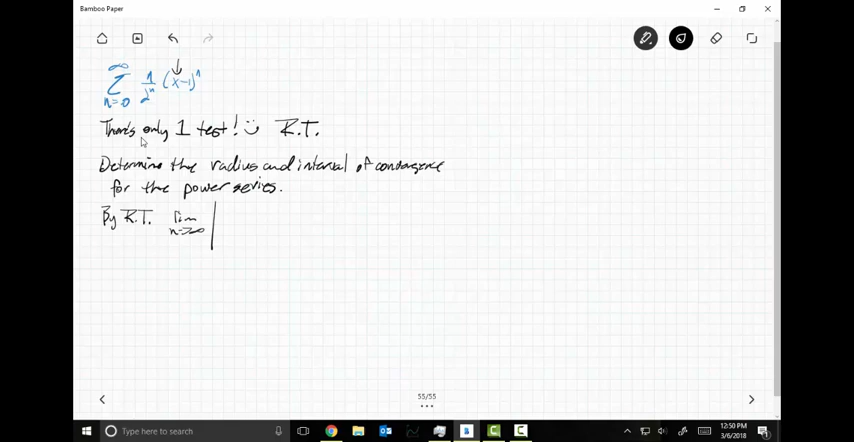 Bamboo Paper
∞
Σ 1/2ⁿ (x-1)ⁿ
n=0
There's only 1 test! R.T.
Determine the radius and interval of convergence
for the power series.
By R.T. lim
n→∞
55/55
Type here to search
12:50 PM
3/6/2018